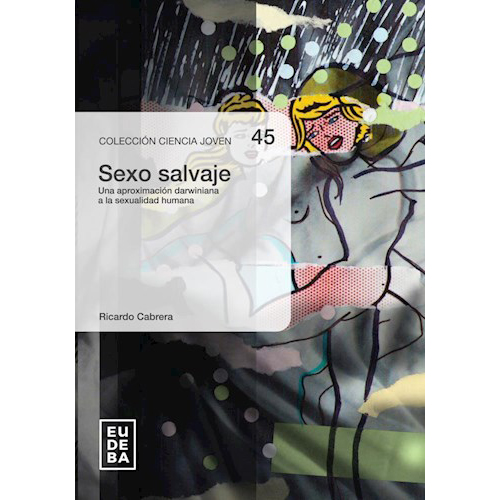 COLECCIÓN CIENCIA JOVEN 45
Sexo salvaje
Una aproximación darwiniana
a la sexualidad humana
Ricardo Cabrera
EU
DE
BA